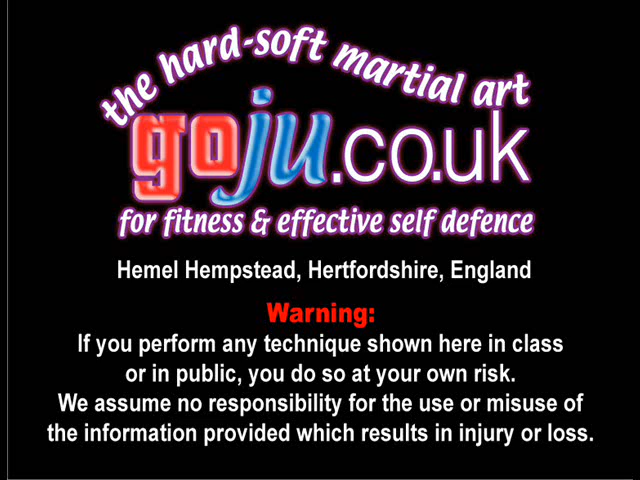 the hard-soft martial art
goju.co.uk
for fitness & effective self defence
Hemel Hempstead, Hertfordshire, England
Warning:
If you perform any technique shown here in class
or in public, you do so at your own risk.
We assume no responsibility for the use or misuse of
the information provided which results in injury or loss.